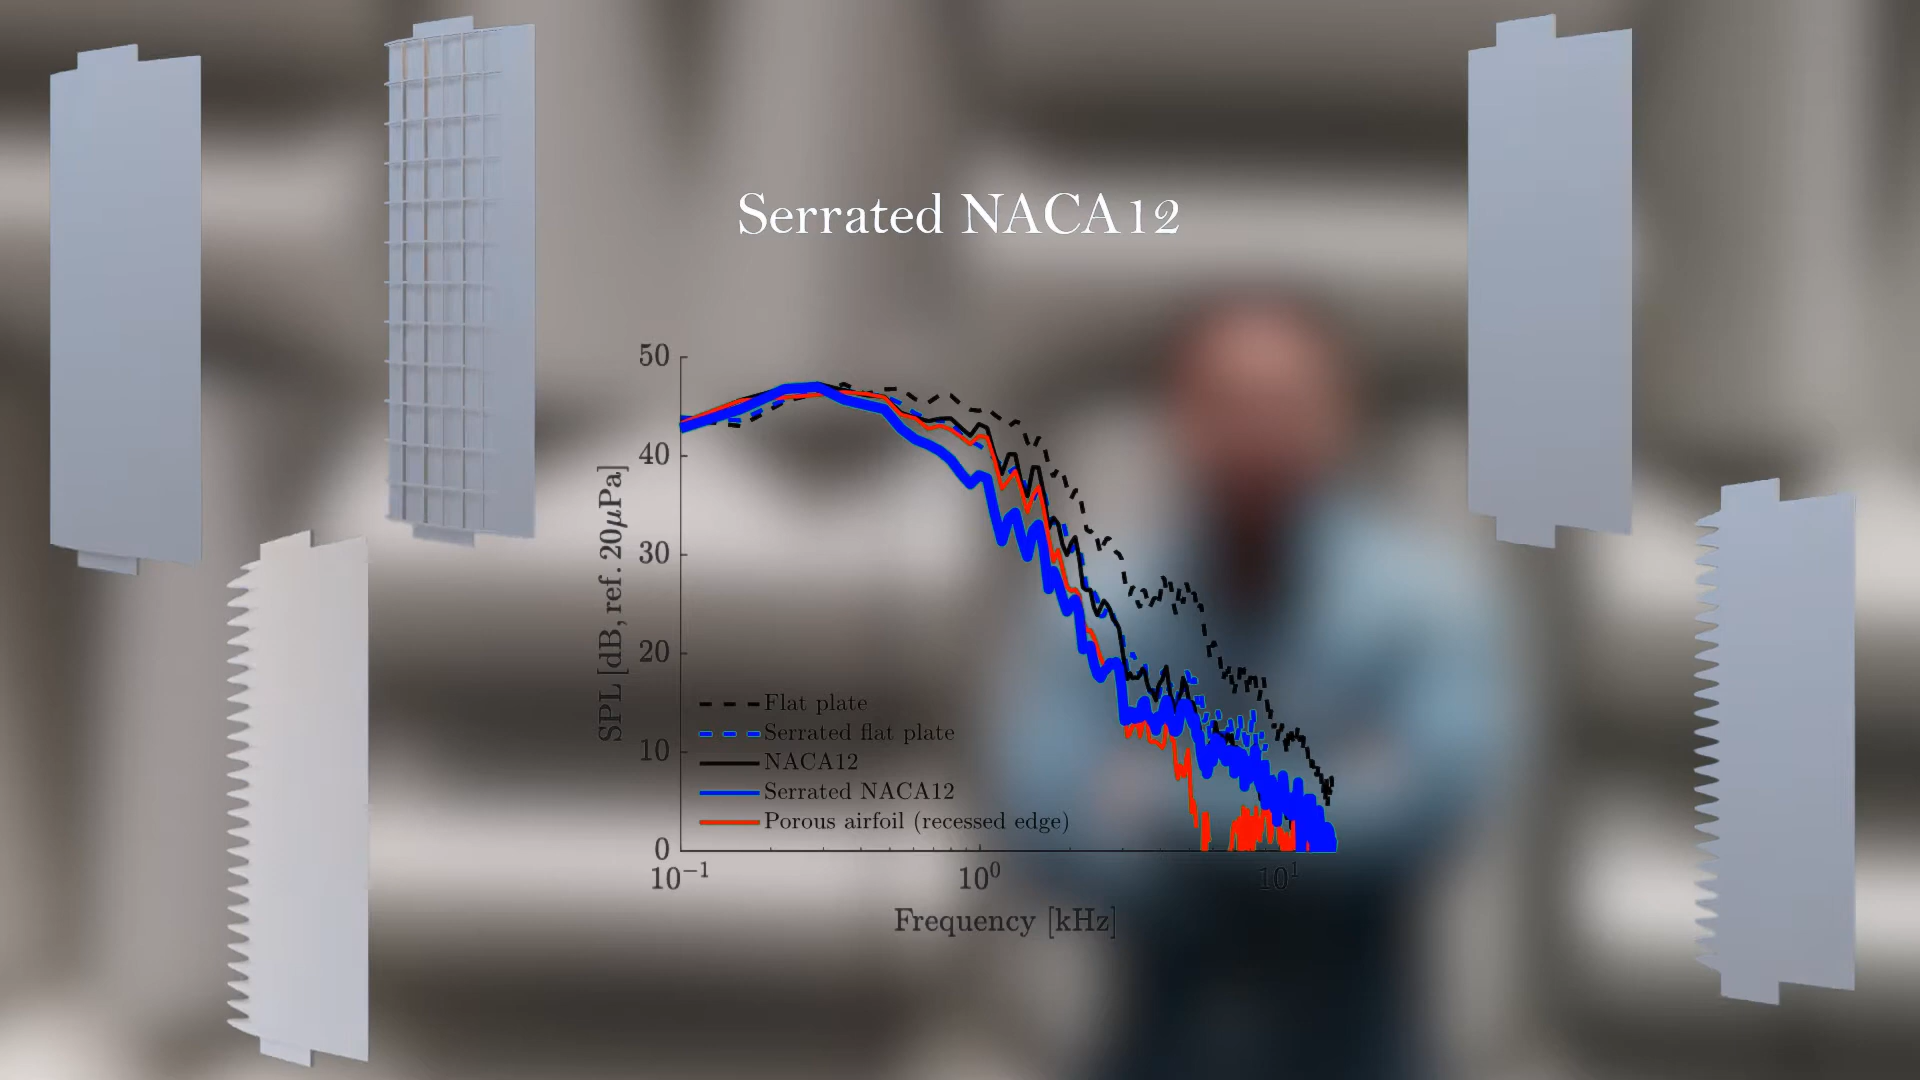 Serrated NACA12
50
40
30
20
10
0
SPL [dB, ref. 20μPa]
Flat plate
Serrated flat plate
NACA12
Serrated NACA12
Porous airfoil (recessed edge)
10⁻¹
10⁰
10¹
Frequency [kHz]